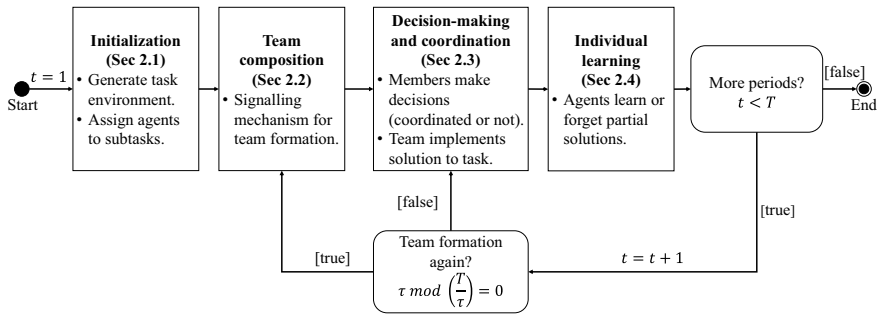 Start
t = 1
Initialization
(Sec 2.1)
• Generate task
environment.
• Assign agents
to subtasks.
Team
composition
(Sec 2.2)
• Signalling
mechanism for
team formation.
Decision-making
and coordination
(Sec 2.3)
• Members make
decisions
(coordinated or not).
• Team implements
solution to task.
Individual
learning
(Sec 2.4)
• Agents learn or
forget partial
solutions.
More periods?
t < T
[false]
End
[true]
t = t + 1
Team formation
again?
τ mod (T/τ) = 0
[false]
[true]